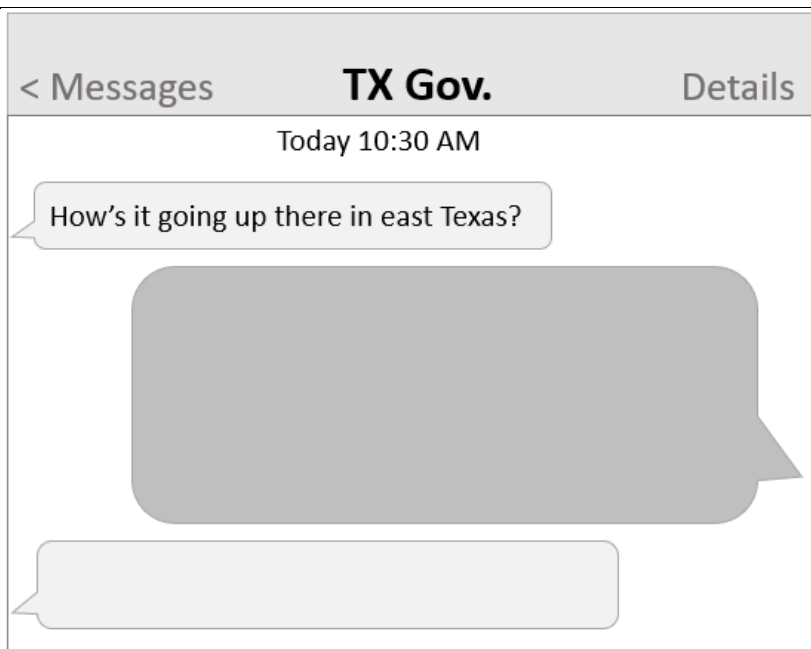 < Messages TX Gov. Details
Today 10:30 AM
How's it going up there in east Texas?